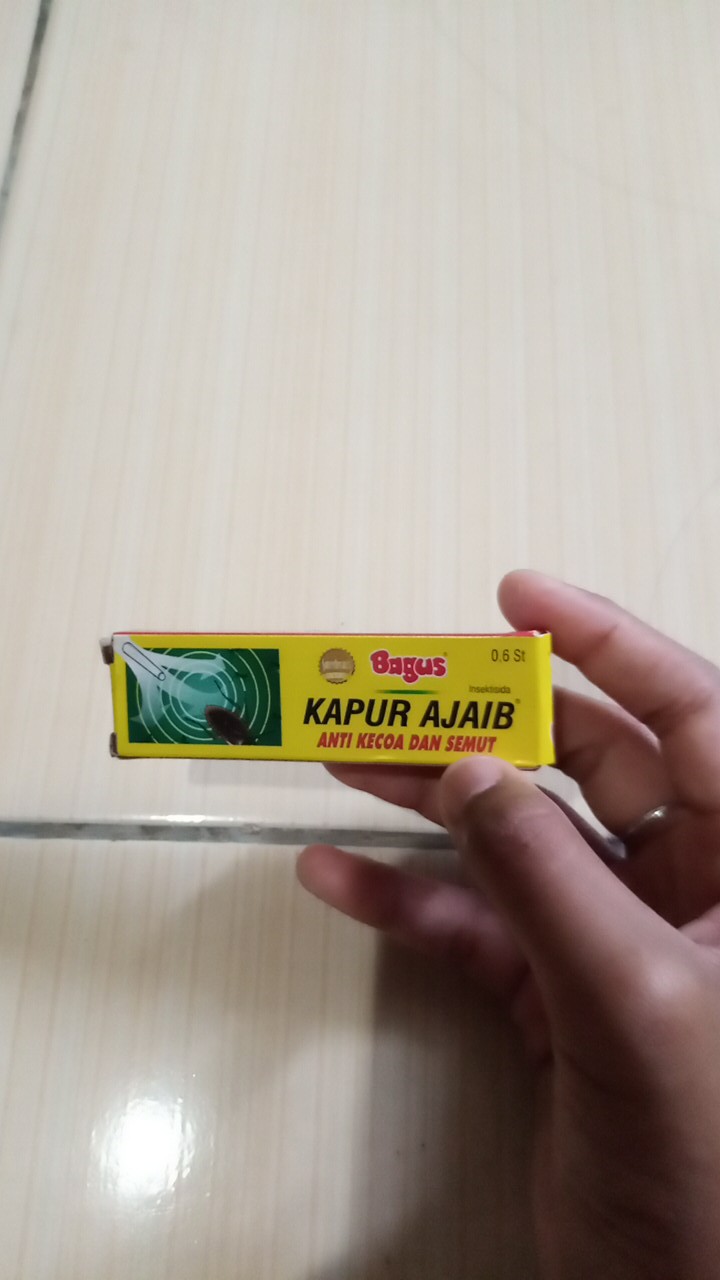 Bagus
0,6 St
Insektisida
KAPUR AJAIB®
ANTI KECOA DAN SEMUT